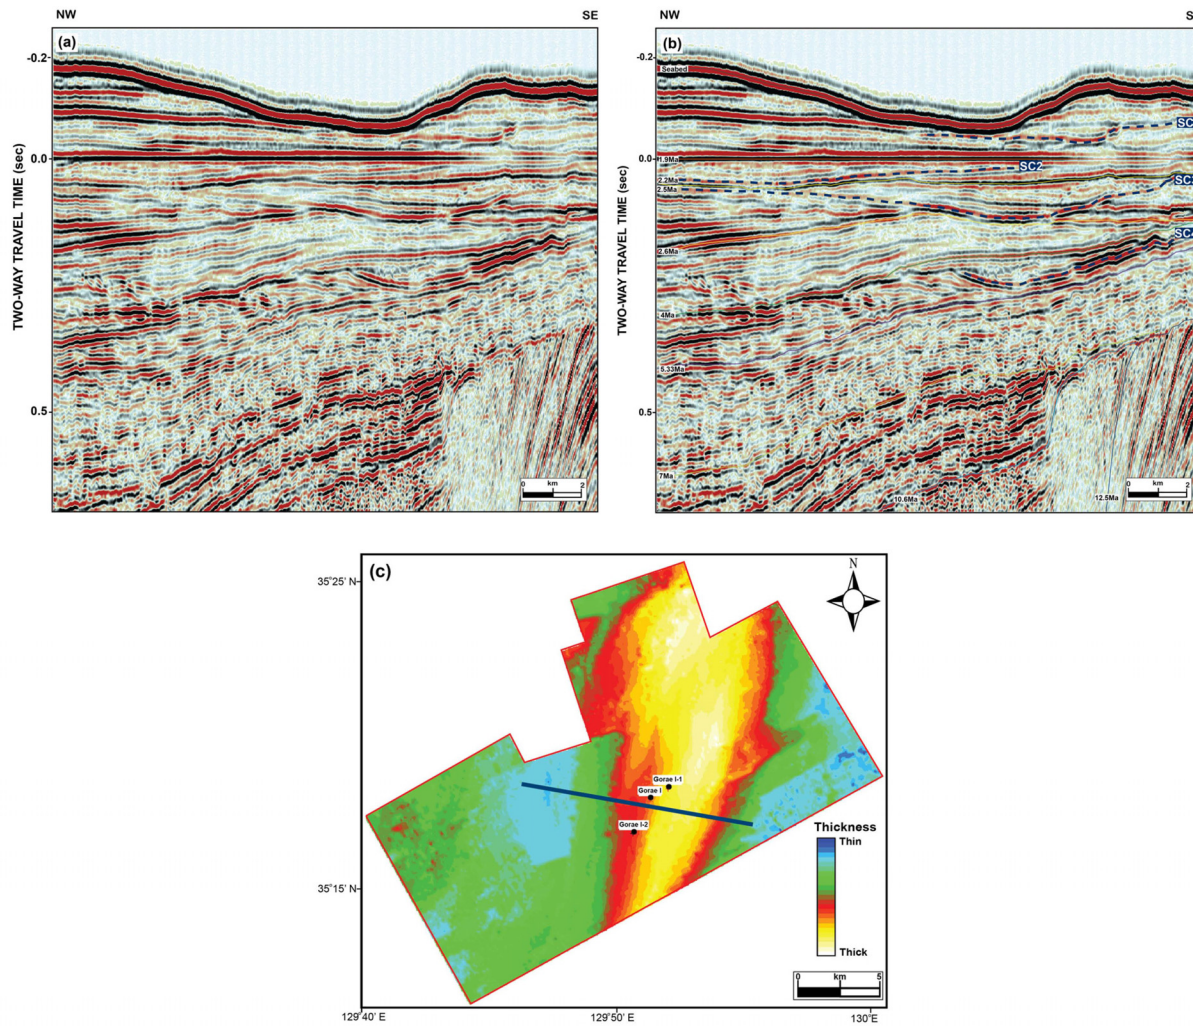 NW
SE
(a)
-0.2
0.0
0.5
TWO-WAY TRAVEL TIME (sec)
0 km 2
NW
(b)
-0.2
0.0
0.5
TWO-WAY TRAVEL TIME (sec)
Seabed
SC2
1.9Ma
2.2Ma
2.5Ma
2.6Ma
4Ma
5.33Ma
7Ma
10.6Ma
12.5Ma
0 km 2
(c)
N
35°25' N
35°15' N
Gorae I-1
Gorae I
Gorae I-2
Thickness
Thin
Thick
0 km 5
129°40' E
129°50' E
130°E